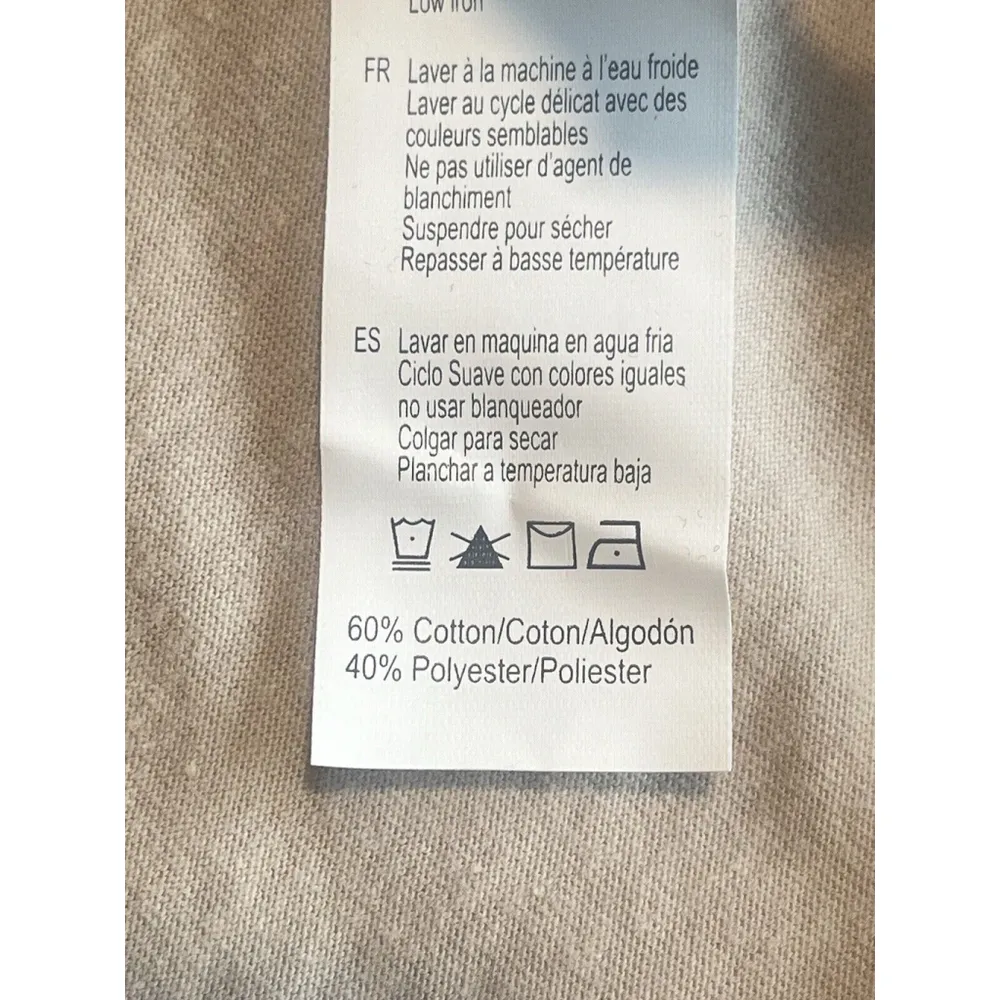 Low Iron
FR Laver à la machine à l'eau froide
Laver au cycle délicat avec des
couleurs semblables
Ne pas utiliser d'agent de
blanchiment
Suspendre pour sécher
Repasser à basse température
ES Lavar en maquina en agua fria
Ciclo Suave con colores iguales
no usar blanqueador
Colgar para secar
Planchar a temperatura baja
60% Cotton/Coton/Algodón
40% Polyester/Poliester